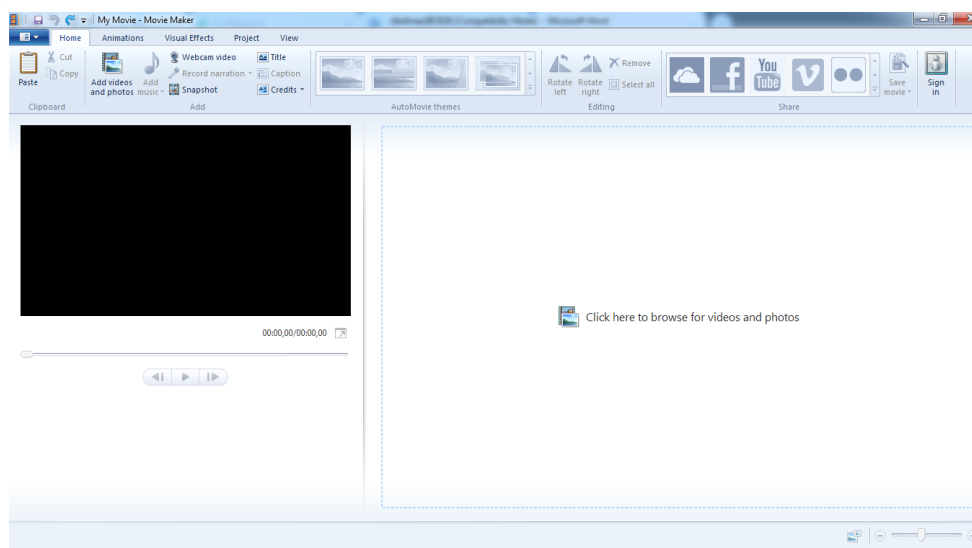 My Movie - Movie Maker
Home Animations Visual Effects Project View
Paste
Cut
Copy
Clipboard
Add videos and photos
Add music
Webcam video
Record narration
Snapshot
Title
Caption
Credits
Add
AutoMovie themes
Rotate left
Rotate right
Remove
Select all
Editing
You Tube
Share
Save movie
Sign in
00:00,00/00:00,00
Click here to browse for videos and photos